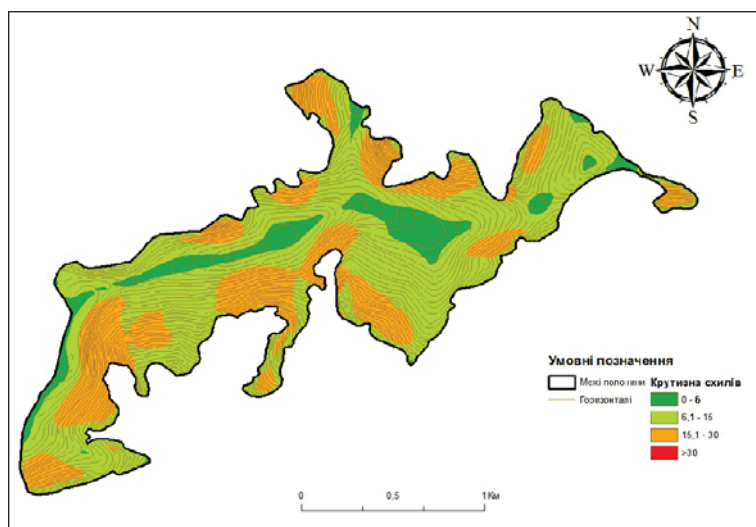 N
W E
S
Умовні позначення
Межі полонини Крутизна схилів
Горизонталі 0 - 6
6,1 - 15
15,1 - 30
>30
0 0,5 1 Км